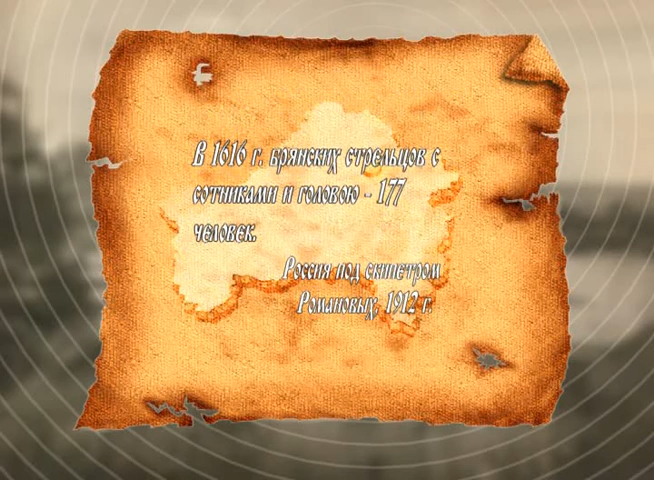 В 1616 г. брянских стрельцов с
сотниками и головою - 177
человек.
Россия под скипетром
Романовых, 1912 г.